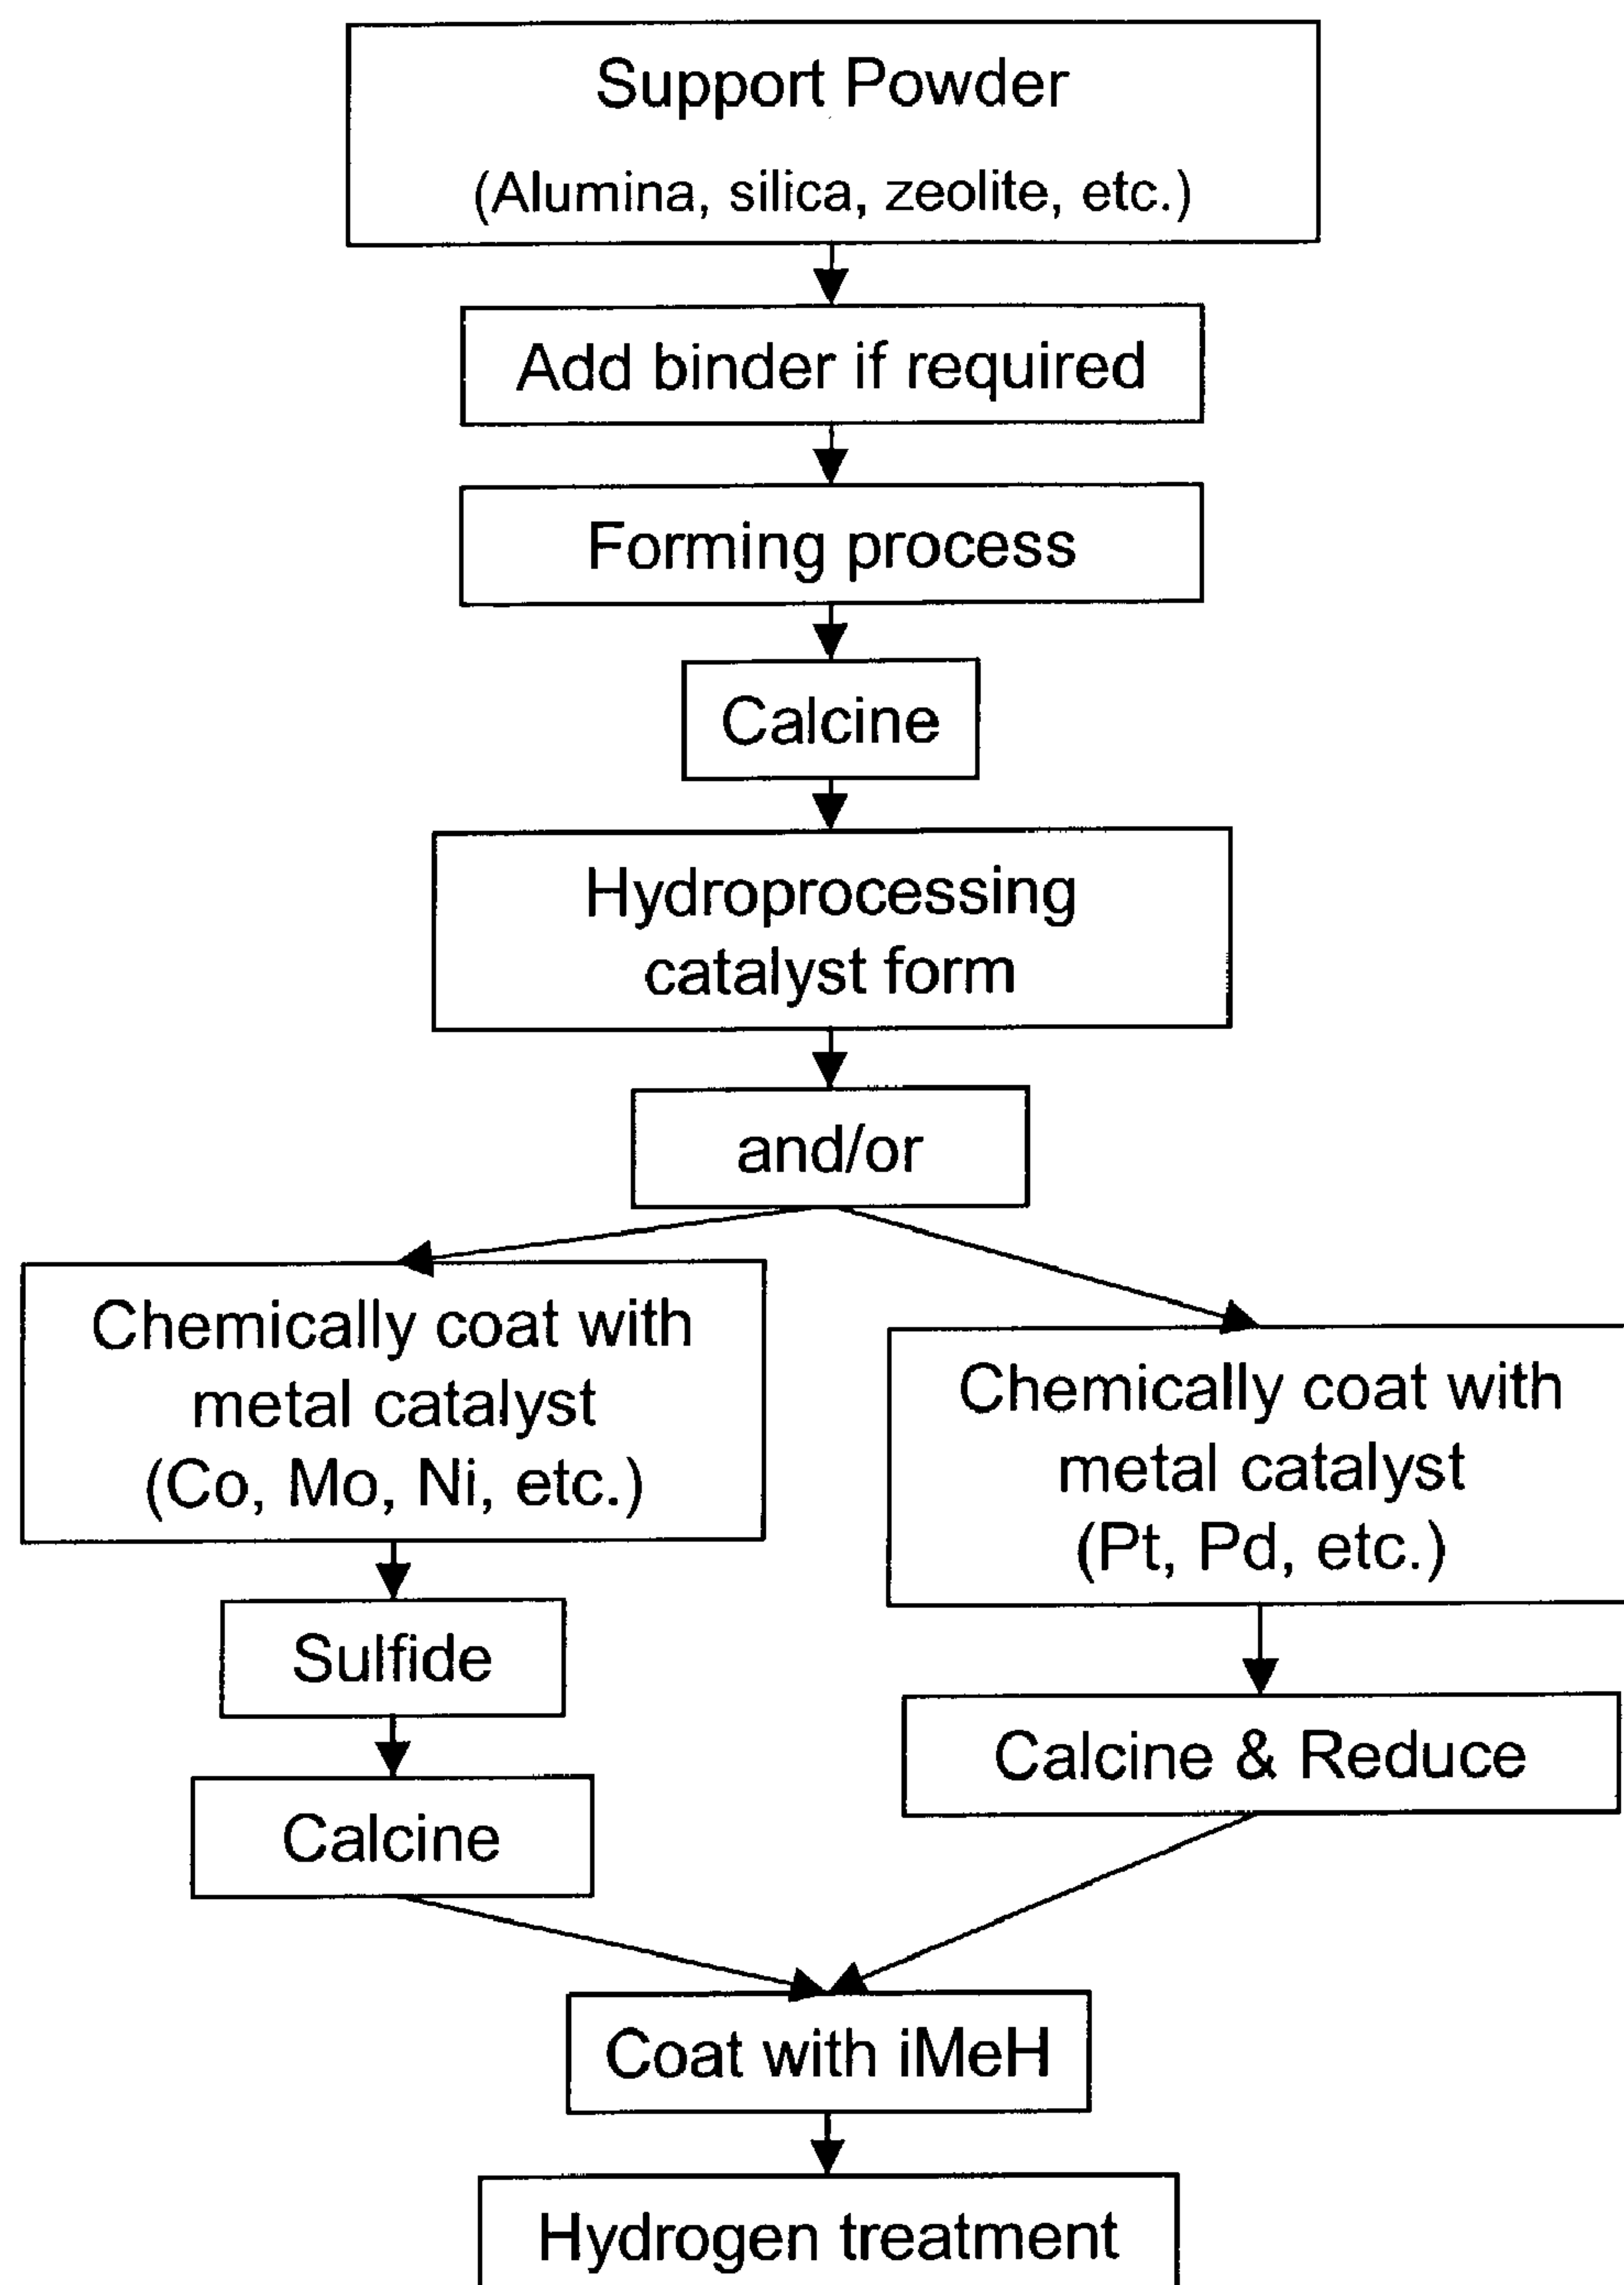 Support Powder
(Alumina, silica, zeolite, etc.)
Add binder if required
Forming process
Calcine
Hydroprocessing
catalyst form
and/or
Chemically coat with
metal catalyst
(Co, Mo, Ni, etc.)
Sulfide
Calcine
Chemically coat with
metal catalyst
(Pt, Pd, etc.)
Calcine & Reduce
Coat with iMeH
Hydrogen treatment